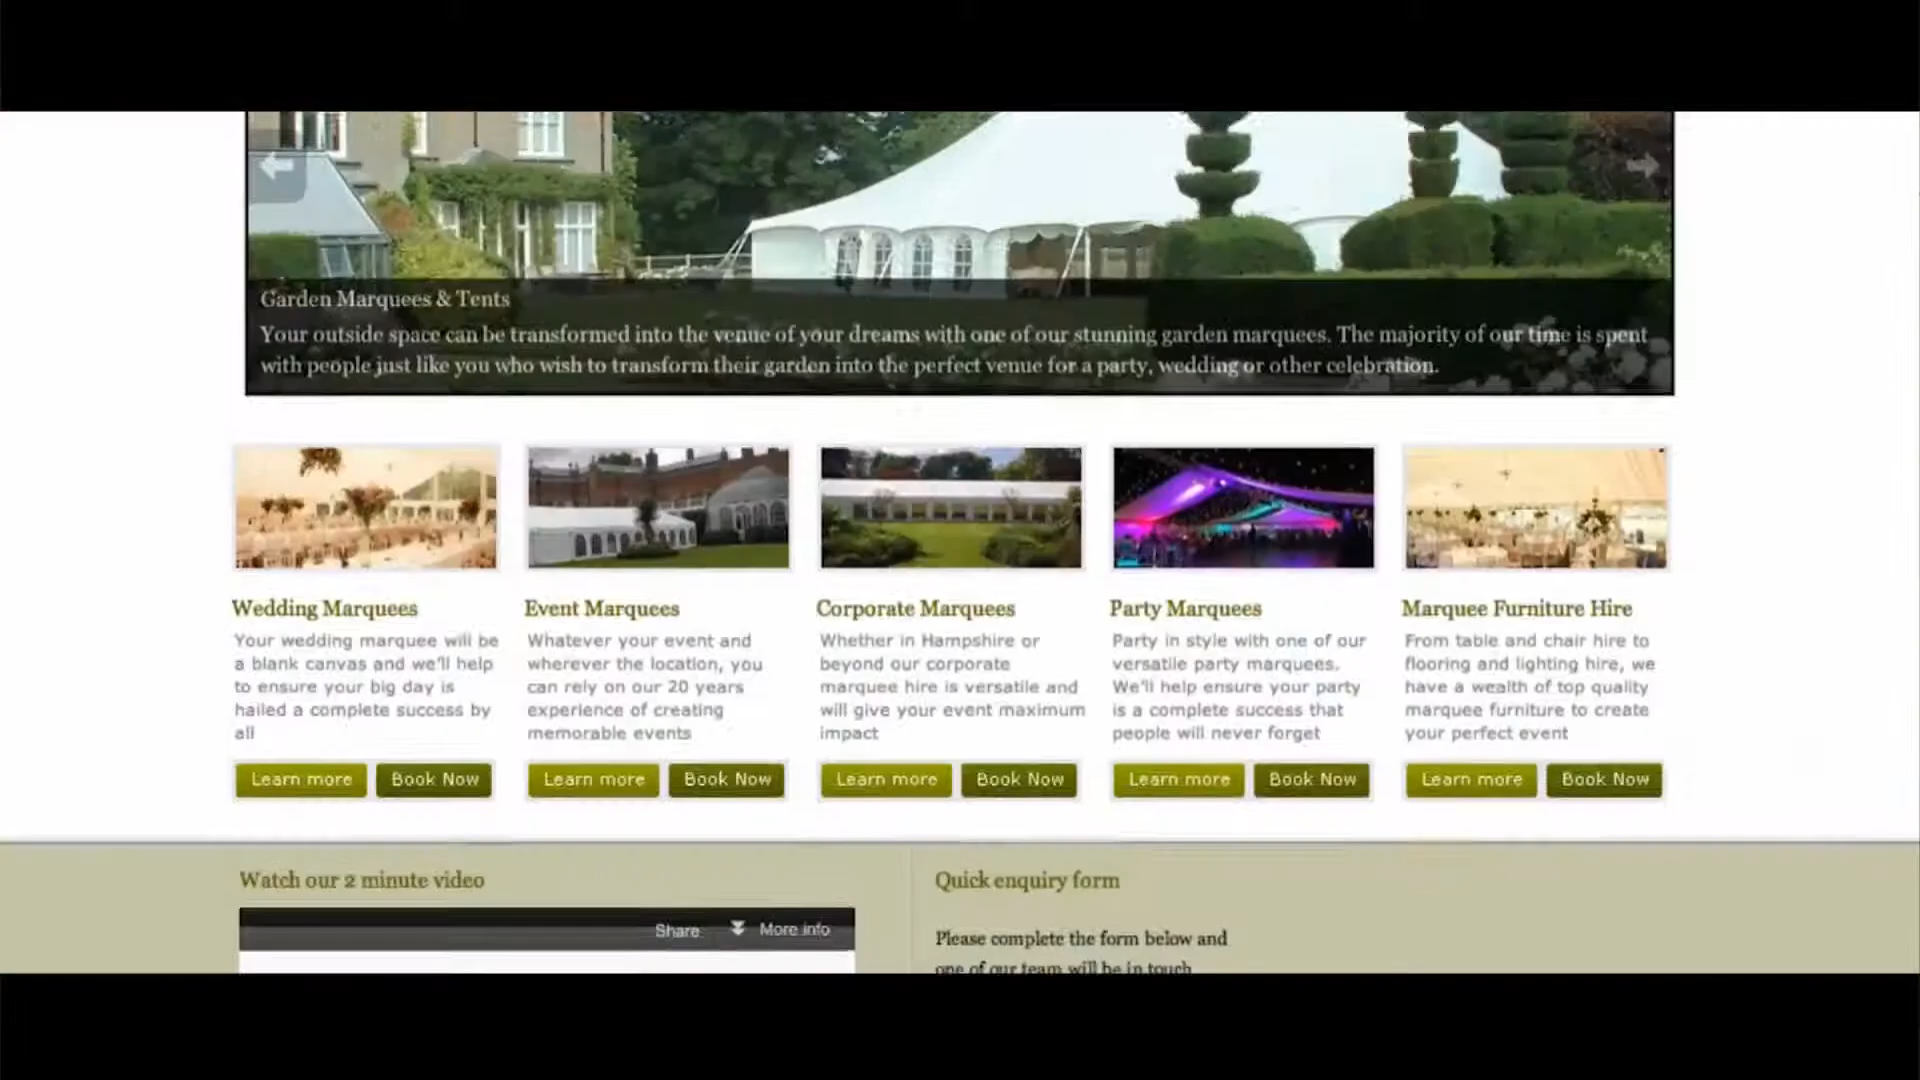 Garden Marquees & Tents
Your outside space can be transformed into the venue of your dreams with one of our stunning garden marquees. The majority of our time is spent
with people just like you who wish to transform their garden into the perfect venue for a party, wedding or other celebration.
Wedding Marquees
Your wedding marquee will be
a blank canvas and we'll help
to ensure your big day is
hailed a complete success by
all
Learn more
Book Now
Event Marquees
Whatever your event and
wherever the location, you
can rely on our 20 years
experience of creating
memorable events
Learn more
Book Now
Corporate Marquees
Whether in Hampshire or
beyond our corporate
marquee hire is versatile and
will give your event maximum
impact
Learn more
Book Now
Party Marquees
Party in style with one of our
versatile party marquees.
We'll help ensure your party
is a complete success that
people will never forget
Learn more
Book Now
Marquee Furniture Hire
From table and chair hire to
flooring and lighting hire, we
have a wealth of top quality
marquee furniture to create
your perfect event
Learn more
Book Now
Watch our 2 minute video
Share
More info
Quick enquiry form
Please complete the form below and
one of our team will be in touch